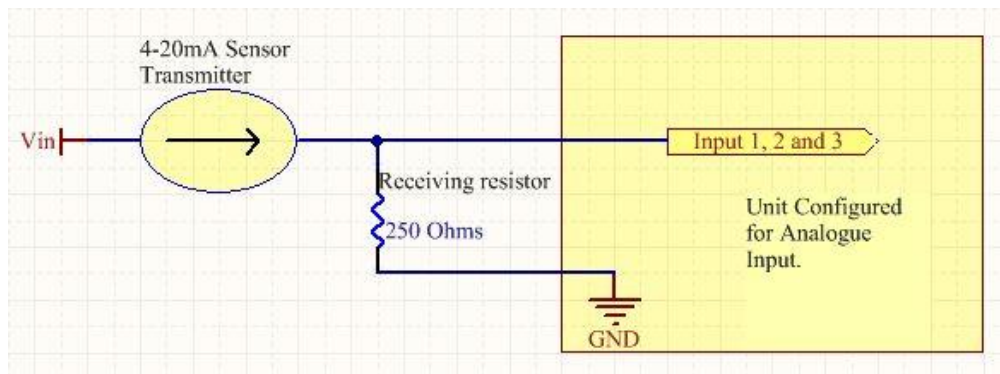 4-20mA Sensor
Transmitter
Vin
Input 1, 2 and 3
Receiving resistor
250 Ohms
Unit Configured
for Analogue
Input.
GND